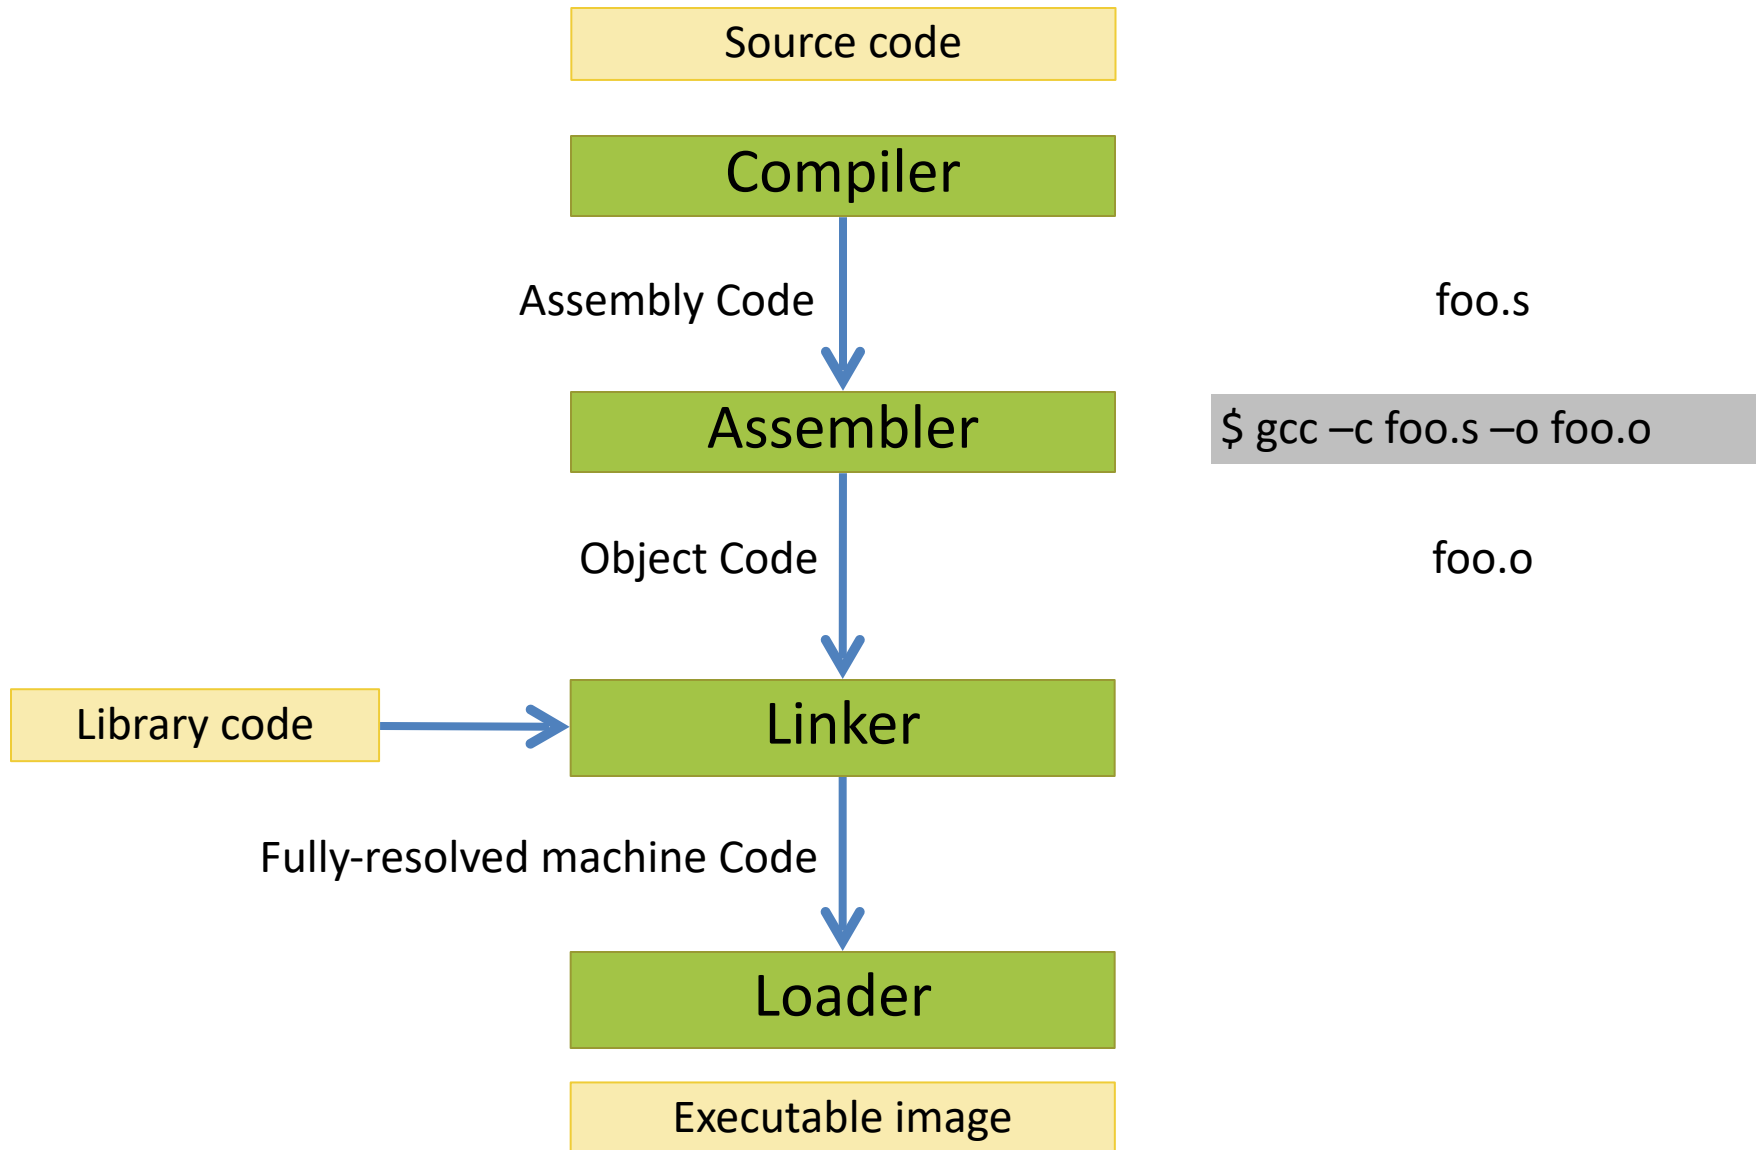 Source code
Compiler
Assembly Code
foo.s
Assembler
$ gcc –c foo.s –o foo.o
Object Code
foo.o
Library code
Linker
Fully-resolved machine Code
Loader
Executable image